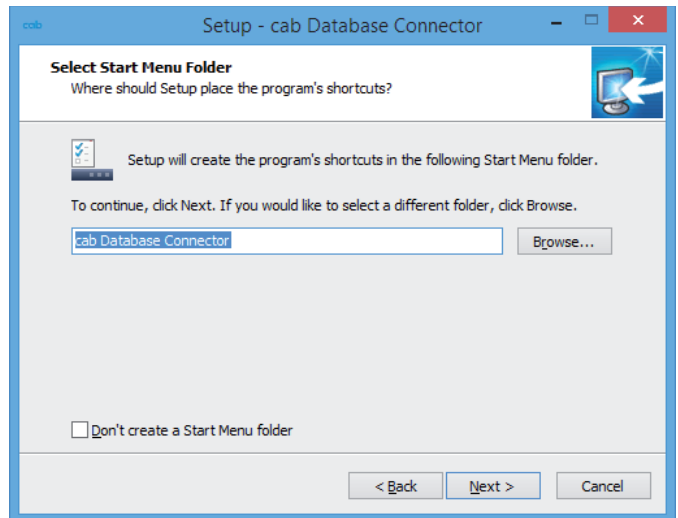 cab
Setup - cab Database Connector
Select Start Menu Folder
Where should Setup place the program's shortcuts?
Setup will create the program's shortcuts in the following Start Menu folder.
To continue, click Next. If you would like to select a different folder, click Browse.
cab Database Connector
Browse...
Don't create a Start Menu folder
< Back
Next >
Cancel